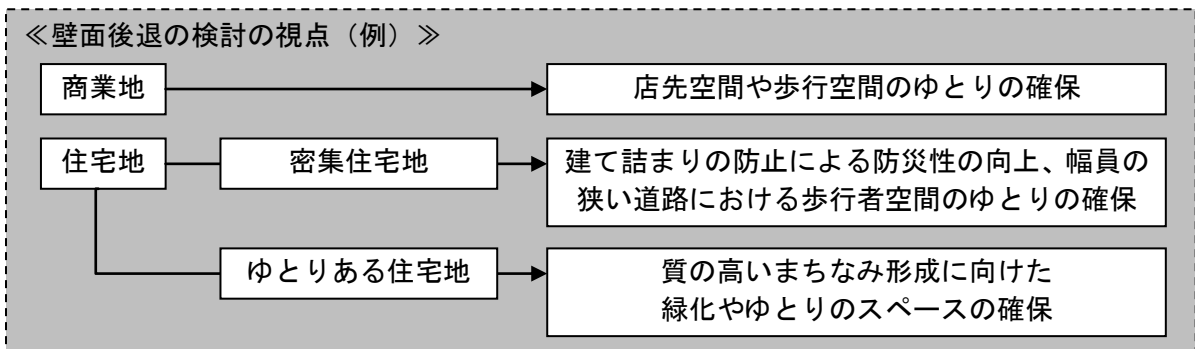 ≪壁面後退の検討の視点（例）≫
商業地
店先空間や歩行空間のゆとりの確保
住宅地
密集住宅地
建て詰まりの防止による防災性の向上、幅員の
狭い道路における歩行者空間のゆとりの確保
ゆとりある住宅地
質の高いまちなみ形成に向けた
緑化やゆとりのスペースの確保